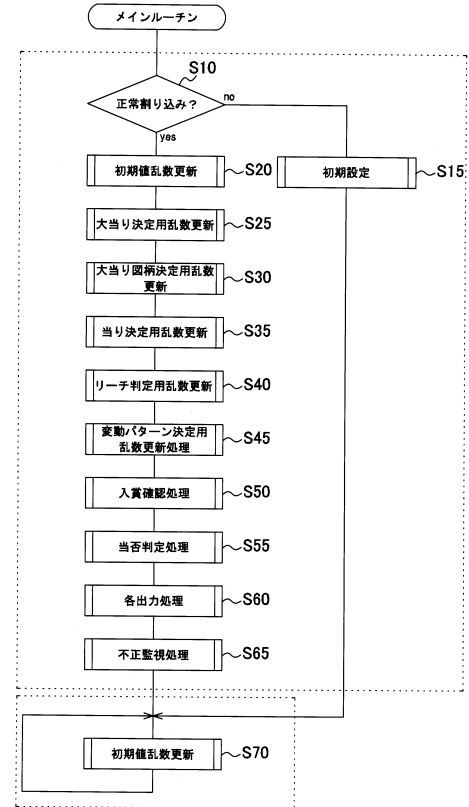 メインルーチン
S10
正常割り込み?
no
yes
初期値乱数更新
S20
初期設定
S15
大当り決定用乱数更新
S25
大当り図柄決定用乱数
更新
S30
当り決定用乱数更新
S35
リーチ判定用乱数更新
S40
変動パターン決定用
乱数更新処理
S45
入賞確認処理
S50
当否判定処理
S55
各出力処理
S60
不正監視処理
S65
初期値乱数更新
S70